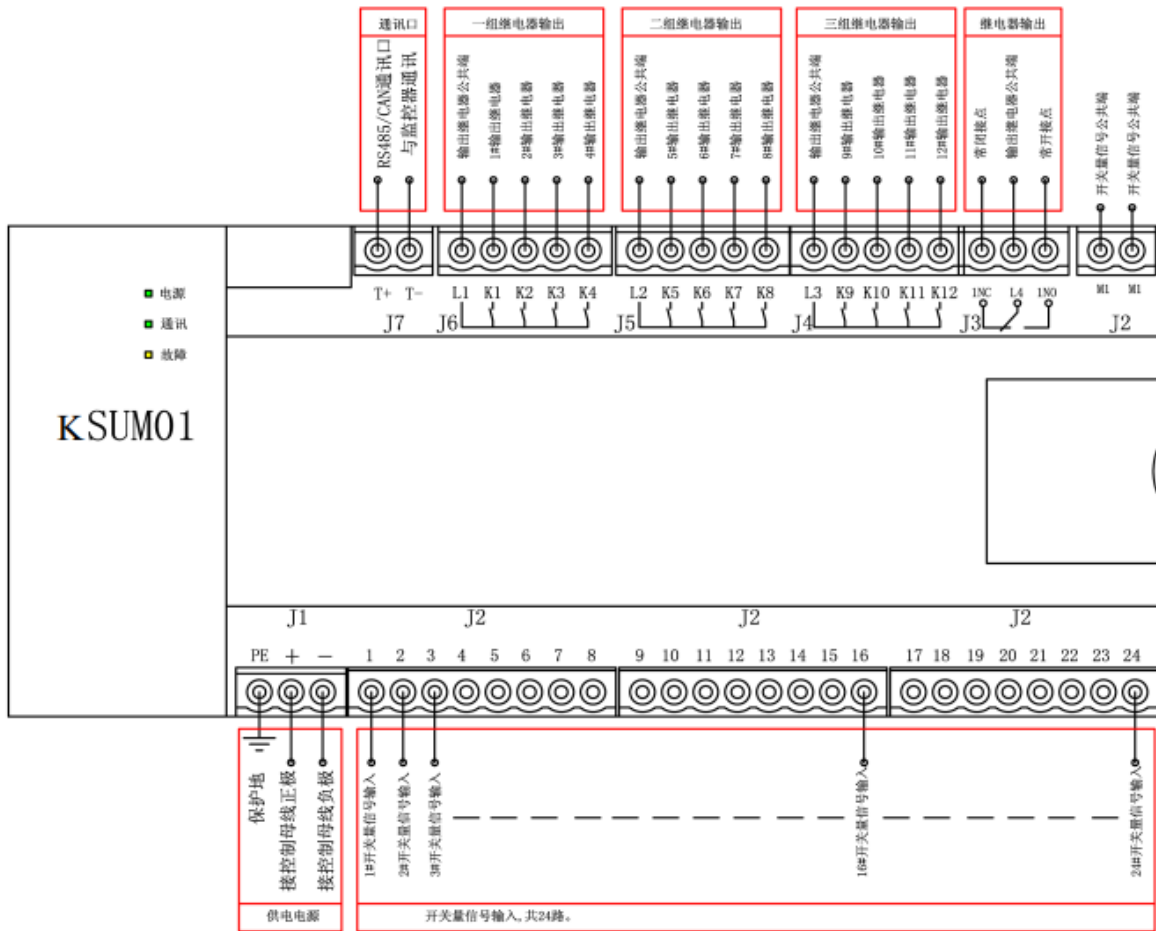 通讯口
一组继电器输出
二组继电器输出
三组继电器输出
继电器输出
RS485/CAN通讯口
与监控器通讯
输出继电器公共端
1#输出继电器
2#输出继电器
3#输出继电器
4#输出继电器
输出继电器公共端
5#输出继电器
6#输出继电器
7#输出继电器
8#输出继电器
输出继电器公共端
9#输出继电器
10#输出继电器
11#输出继电器
12#输出继电器
常闭接点
输出继电器公共端
常开接点
开关量信号公共端
开关量信号公共端
T+ T- L1 K1 K2 K3 K4 L2 K5 K6 K7 K8 L3 K9 K10 K11 K12 1NC L4 1NO M1 M1
J7 J6 J5 J4 J3 J2
电源
通讯
故障
KSUM01
J1 J2 J2 J2
PE + − 1 2 3 4 5 6 7 8 9 10 11 12 13 14 15 16 17 18 19 20 21 22 23 24
保护地
接控制母线正极
接控制母线负极
1#开关量信号输入
2#开关量信号输入
3#开关量信号输入
16#开关量信号输入
24#开关量信号输入
供电电源
开关量信号输入,共24路。